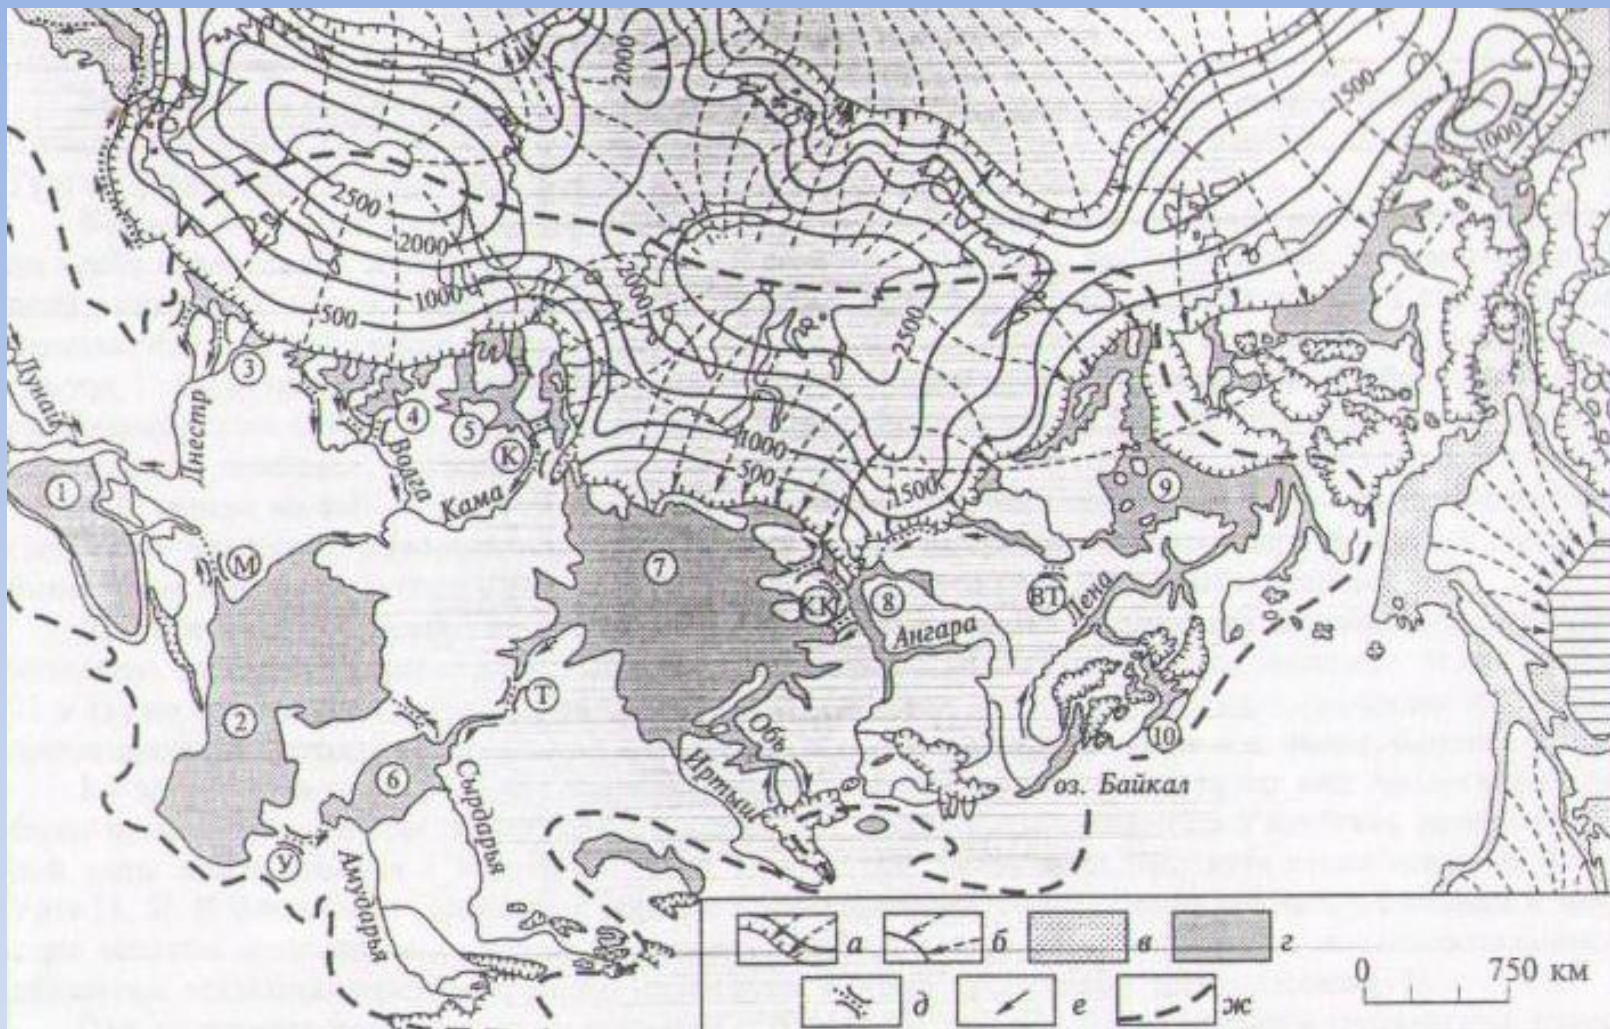 2000
1500
1000
2500
2000
2000
1000
500
2500
3
Дунай
Днестр
4
Волга
5
К
Кама
1000
500
1500
1
9
7
М
КК
8
ВТ
Лена
Ангара
2
Т
Обь
10
6
Сырдарья
Иртыш
оз. Байкал
У
Амударья
а
б
в
г
д
е
ж
0 750 км